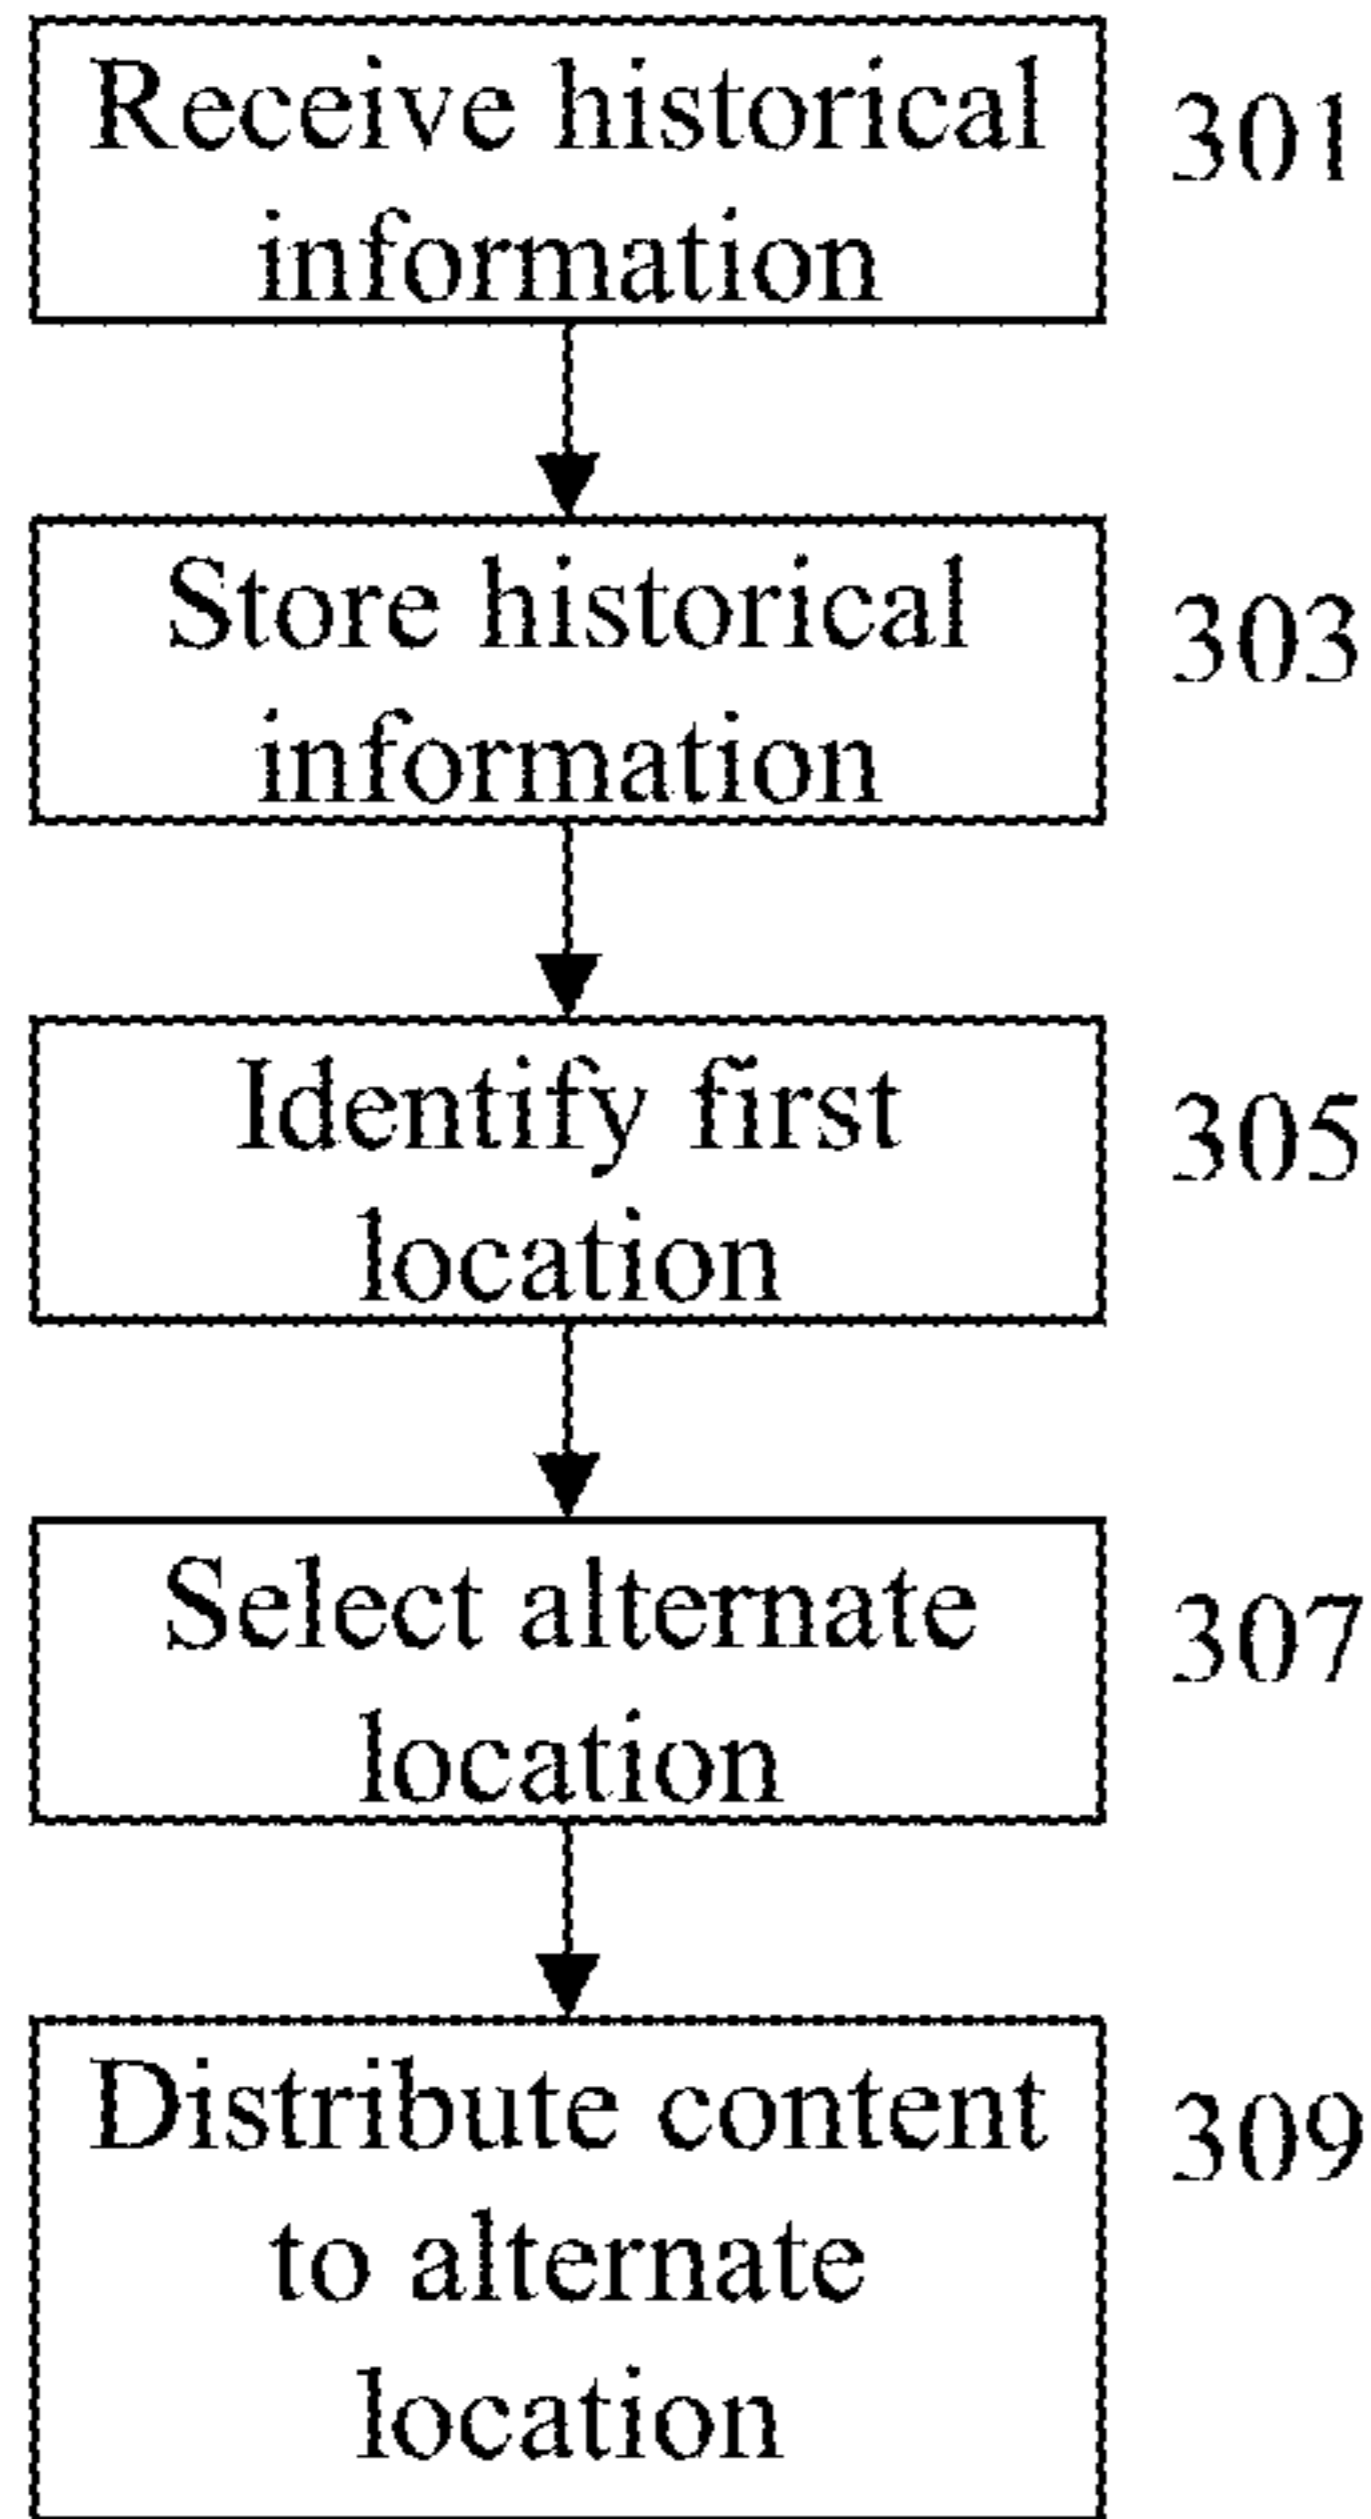 Receive historical
information
301
Store historical
information
303
Identify first
location
305
Select alternate
location
307
Distribute content
to alternate
location
309